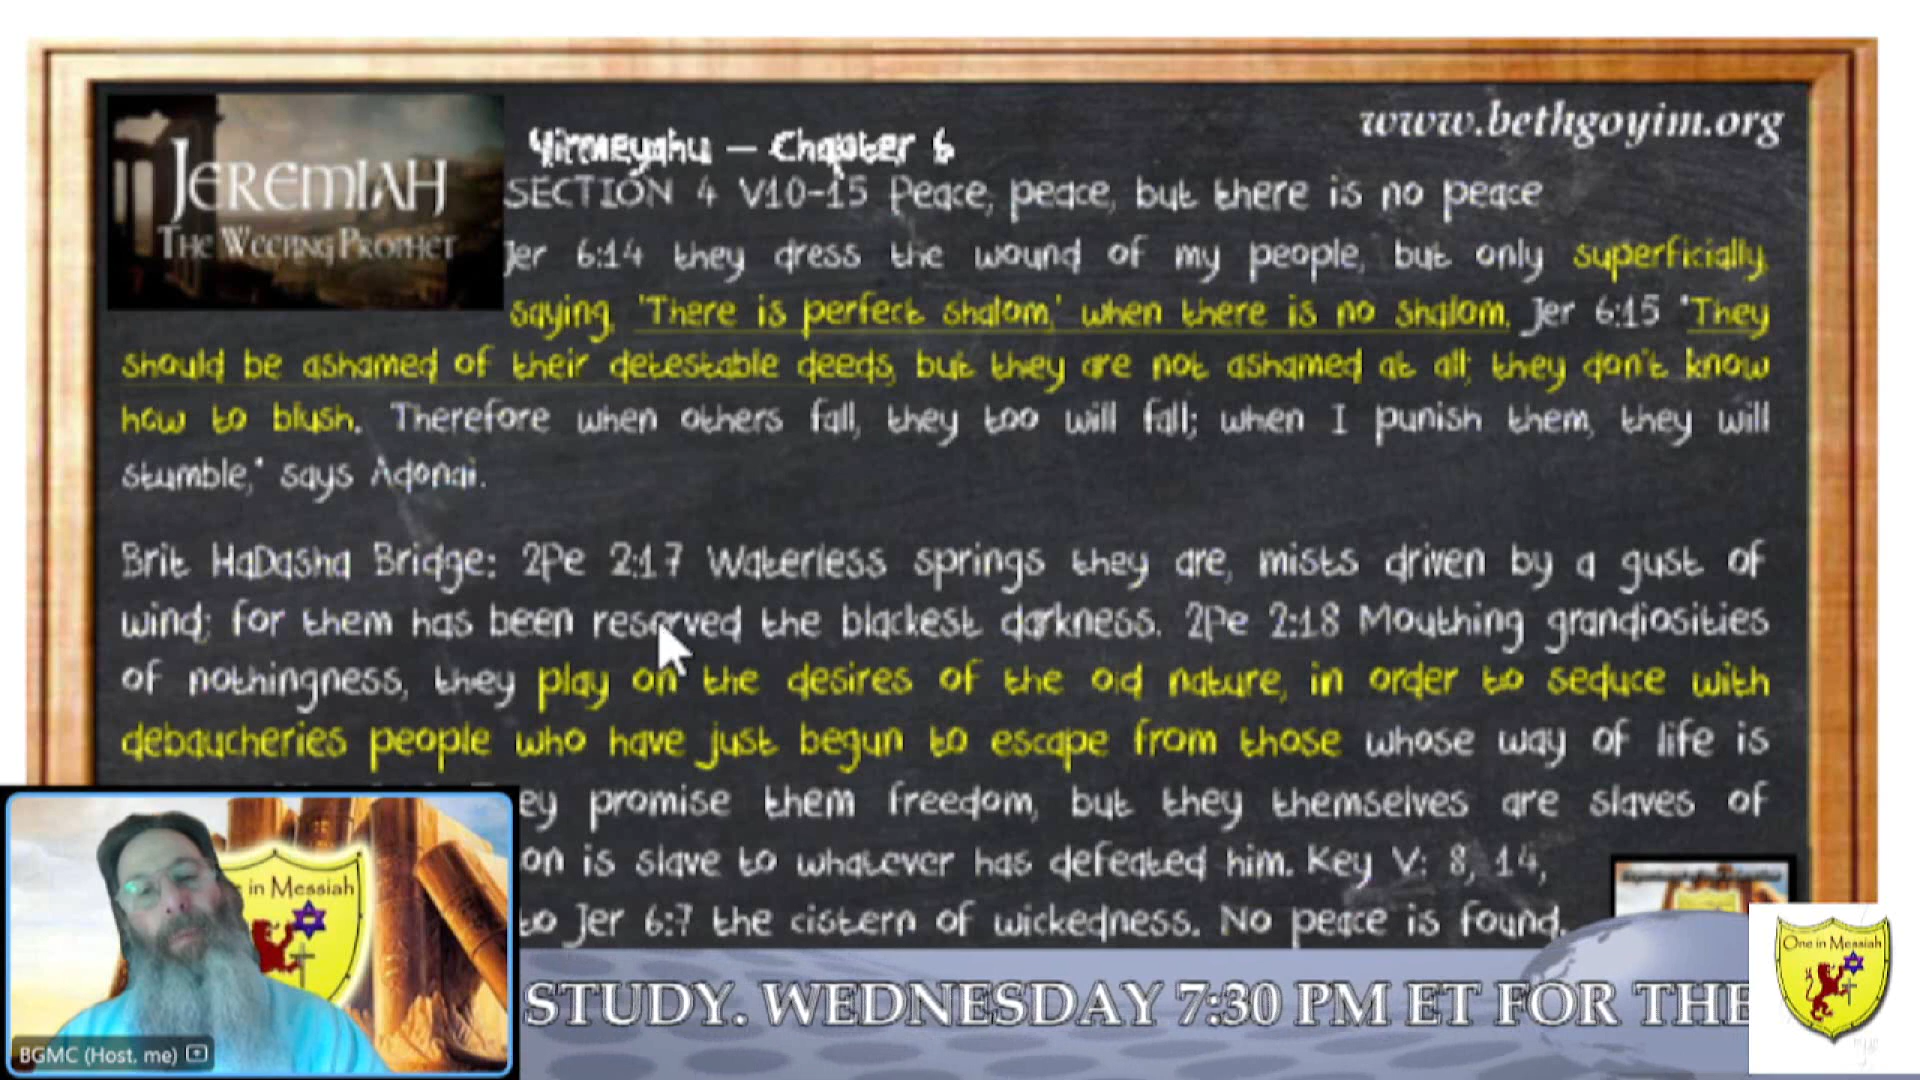 JEREMIAH
THE WEEPING PROPHET
www.bethgoyim.org
Yirmeyahu – Chapter 6
SECTION 4 V10-15 Peace, peace, but there is no peace
Jer 6:14 they dress the wound of my people, but only superficially,
saying, 'There is perfect shalom,' when there is no shalom. Jer 6:15 "They
should be ashamed of their detestable deeds, but they are not ashamed at all; they don't know
how to blush. Therefore when others fall, they too will fall; when I punish them, they will
stumble," says Adonai.
Brit HaDasha Bridge: 2Pe 2:17 Waterless springs they are, mists driven by a gust of
wind; for them has been reserved the blackest darkness. 2Pe 2:18 Mouthing grandiosities
of nothingness, they play on the desires of the old nature, in order to seduce with
debaucheries people who have just begun to escape from those whose way of life is
ey promise them freedom, but they themselves are slaves of
on is slave to whatever has defeated him. Key V: 8, 14,
to Jer 6:7 the cistern of wickedness. No peace is found.
in Messiah
BGMC (Host, me)
STUDY. WEDNESDAY 7:30 PM ET FOR THE
One in Messiah